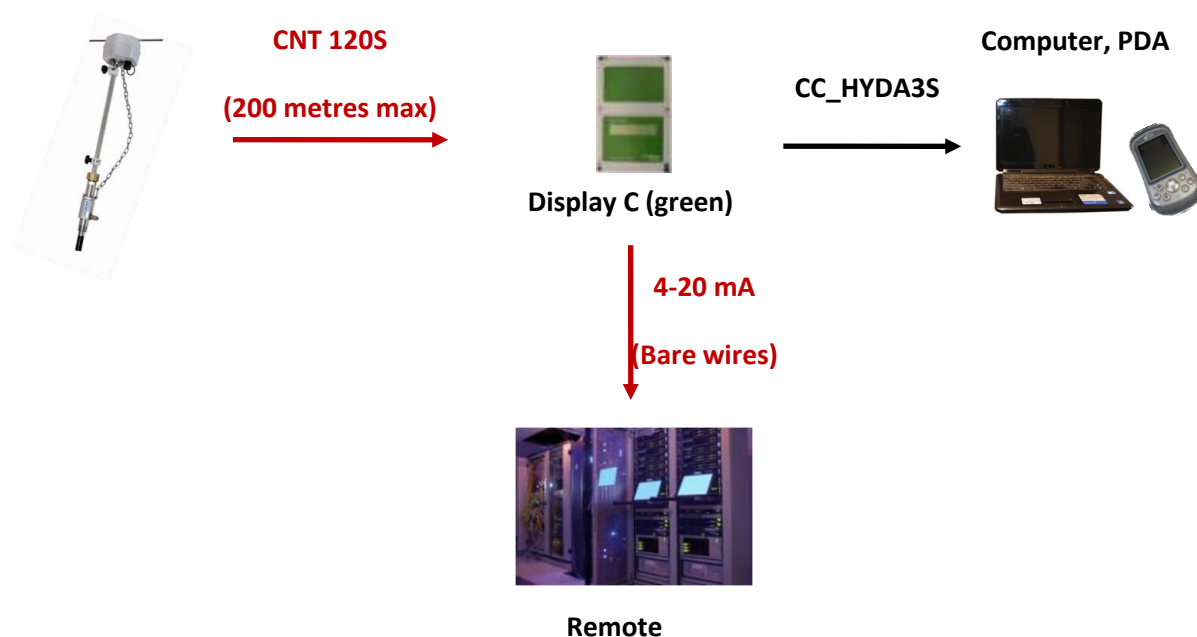 CNT 120S
(200 metres max)
Display C (green)
CC_HYDA3S
Computer, PDA
4-20 mA
(Bare wires)
Remote